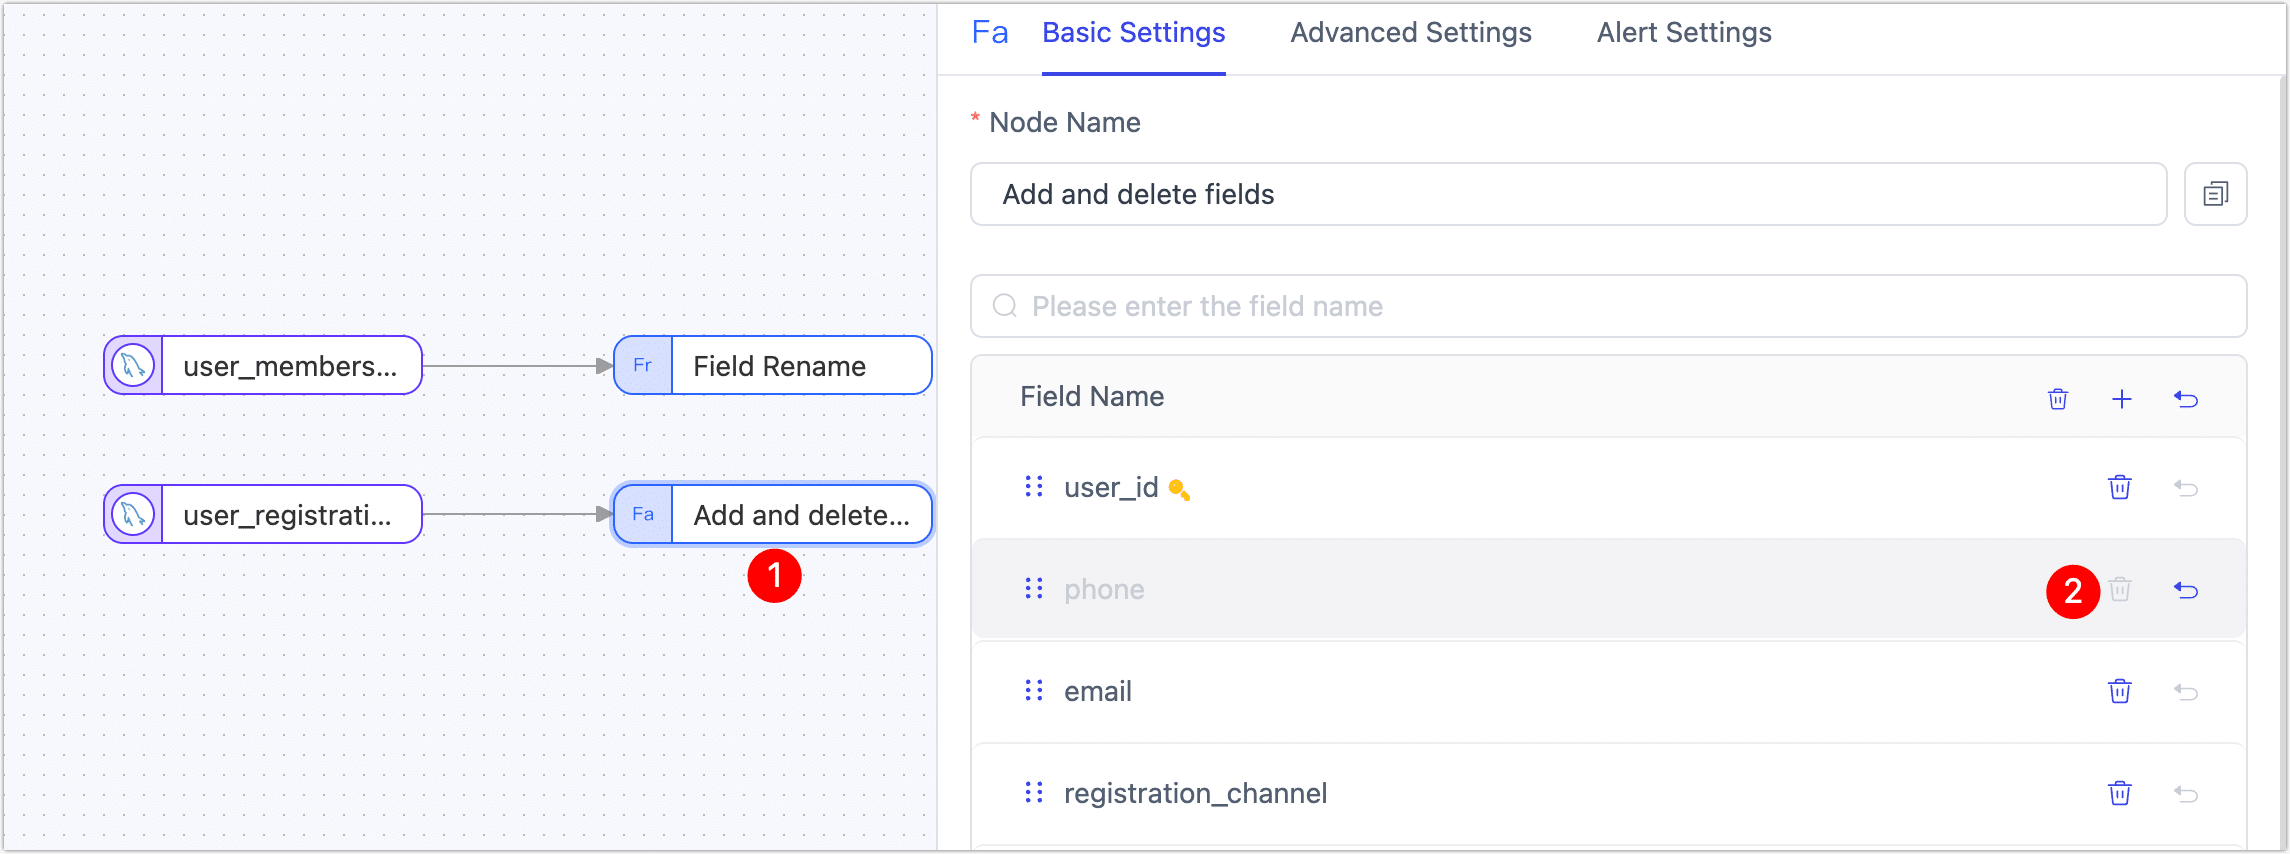 Fa Basic Settings Advanced Settings Alert Settings
* Node Name
Add and delete fields
Please enter the field name
user_members... Fr Field Rename
Field Name
user_id
user_registrati... Fa Add and delete...
1
phone 2
email
registration_channel